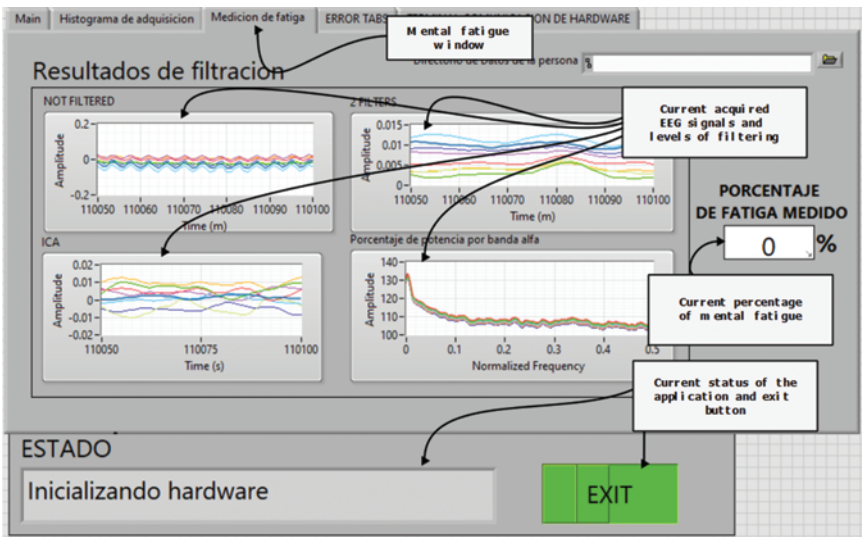 Main
Histograma de adquisicion
Medicion de fatiga
ERROR TABS
DE HARDWARE
Mental fatigue
window
Directorio de Datos de la persona
Resultados de filtracion
NOT FILTERED
0.2
0
-0.2
Amplitude
110050 110060 110070 110080 110090 110100
Time (m)
2 FILTERS
0.015
0.01
0.005
0
Amplitude
110050 110060 110070 110080 110090 110100
Time (m)
Current acquired
EEG signals and
levels of filtering
PORCENTAJE
DE FATIGA MEDIDO
0 %
ICA
0.02
0.01
0
-0.01
-0.02
Amplitude
110050 110075 110100
Time (s)
Porcentaje de potencia por banda alfa
140
130
120
110
100
Amplitude
0 0.1 0.2 0.3 0.4 0.5
Normalized Frequency
Current percentage
of mental fatigue
Current status of the
application and exit
button
ESTADO
Inicializando hardware
EXIT